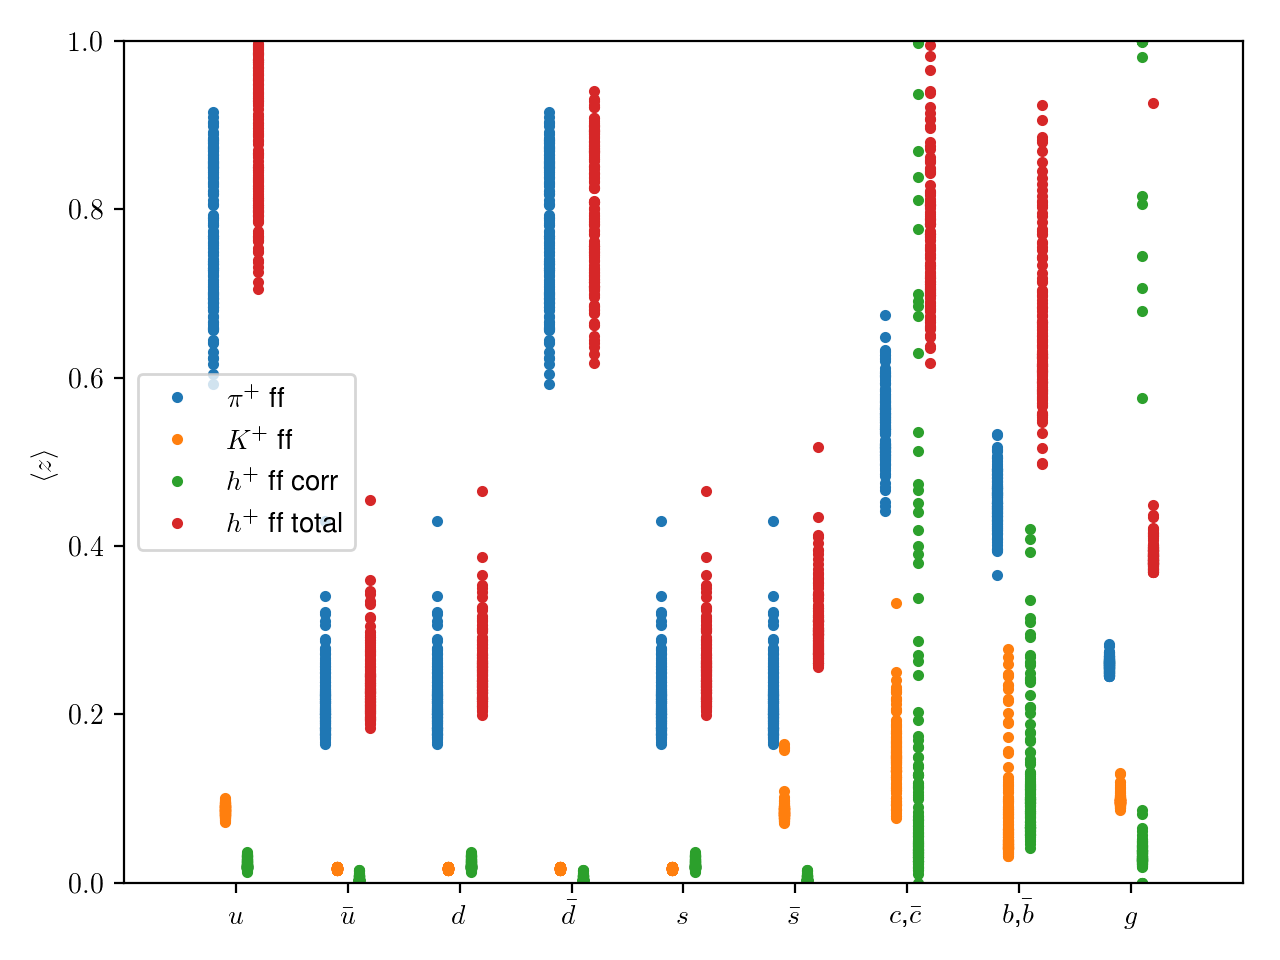 1.0
0.8
0.6
0.4
0.2
0.0
⟨z⟩
π⁺ ff
K⁺ ff
h⁺ ff corr
h⁺ ff total
u ū d d̄ s s̄ c,c̄ b,b̄ g